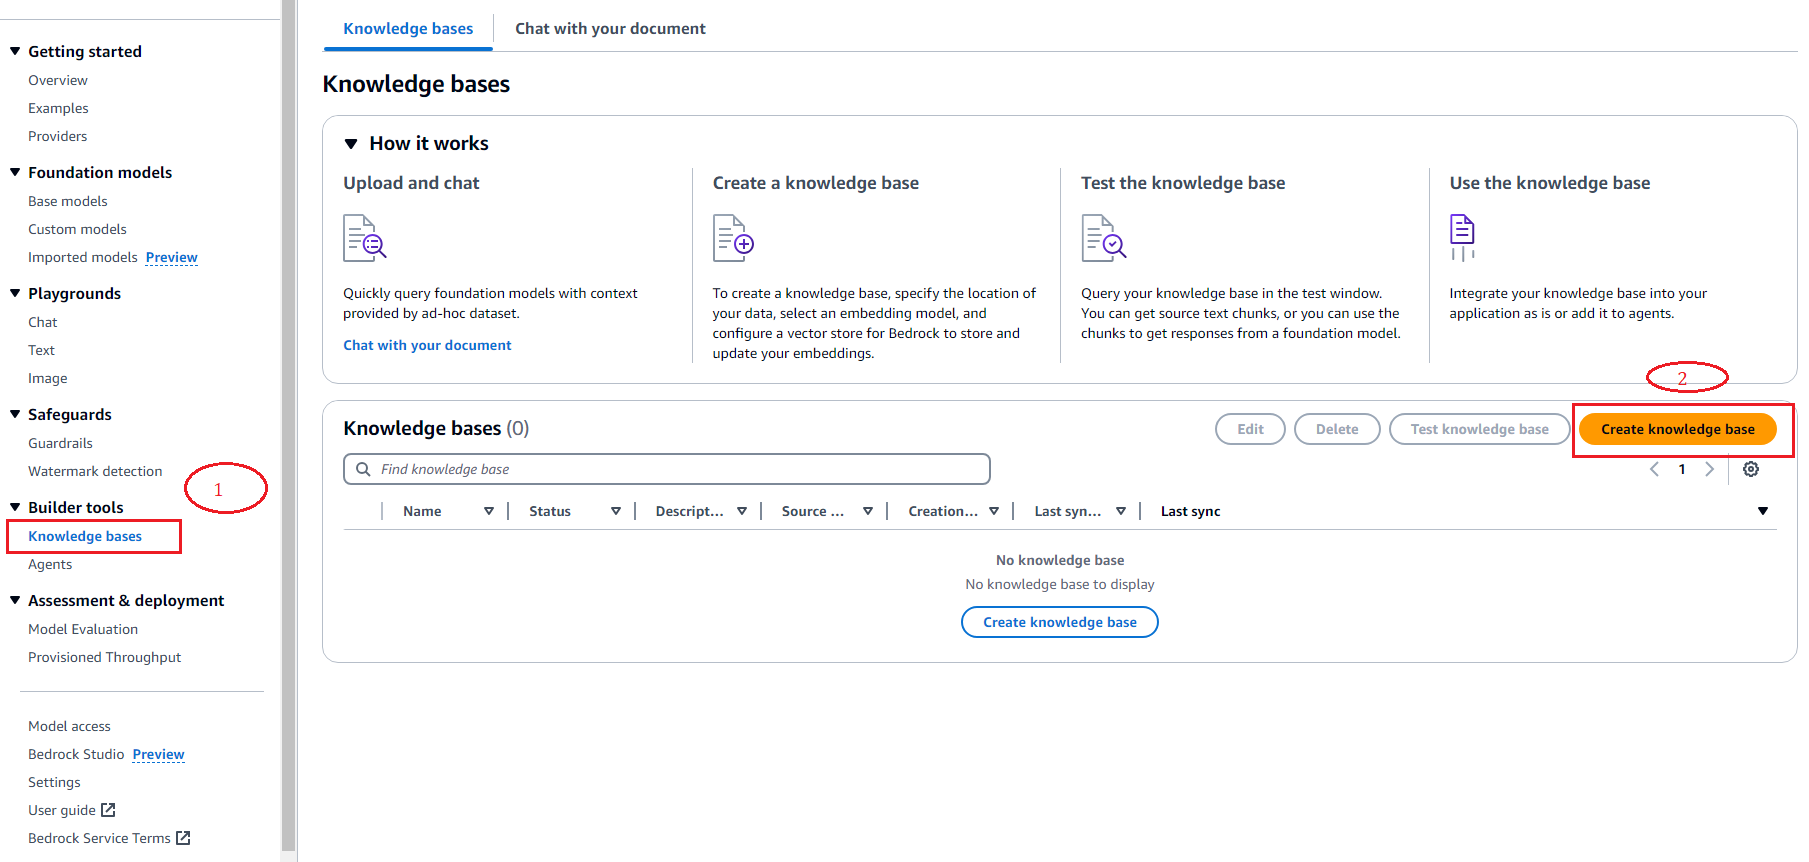 Getting started
Overview
Examples
Providers
Foundation models
Base models
Custom models
Imported models Preview
Playgrounds
Chat
Text
Image
Safeguards
Guardrails
Watermark detection
1
Builder tools
Knowledge bases
Agents
Assessment & deployment
Model Evaluation
Provisioned Throughput
Model access
Bedrock Studio Preview
Settings
User guide
Bedrock Service Terms
Knowledge bases Chat with your document
Knowledge bases
How it works
Upload and chat
Quickly query foundation models with context
provided by ad-hoc dataset.
Chat with your document
Create a knowledge base
To create a knowledge base, specify the location of
your data, select an embedding model, and
configure a vector store for Bedrock to store and
update your embeddings.
Test the knowledge base
Query your knowledge base in the test window.
You can get source text chunks, or you can use the
chunks to get responses from a foundation model.
Use the knowledge base
Integrate your knowledge base into your
application as is or add it to agents.
2
Knowledge bases (0) Edit Delete Test knowledge base Create knowledge base
Find knowledge base 1
Name Status Descript... Source ... Creation... Last syn... Last sync
No knowledge base
No knowledge base to display
Create knowledge base